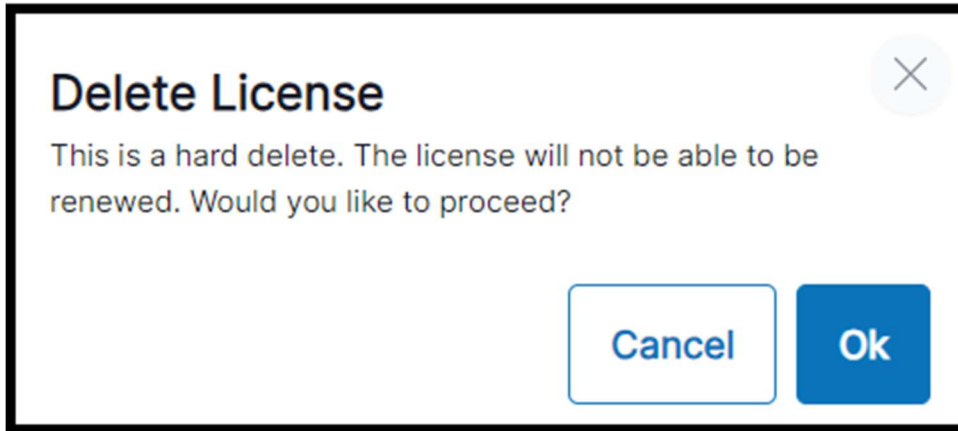 Delete License
This is a hard delete. The license will not be able to be
renewed. Would you like to proceed?
Cancel
Ok